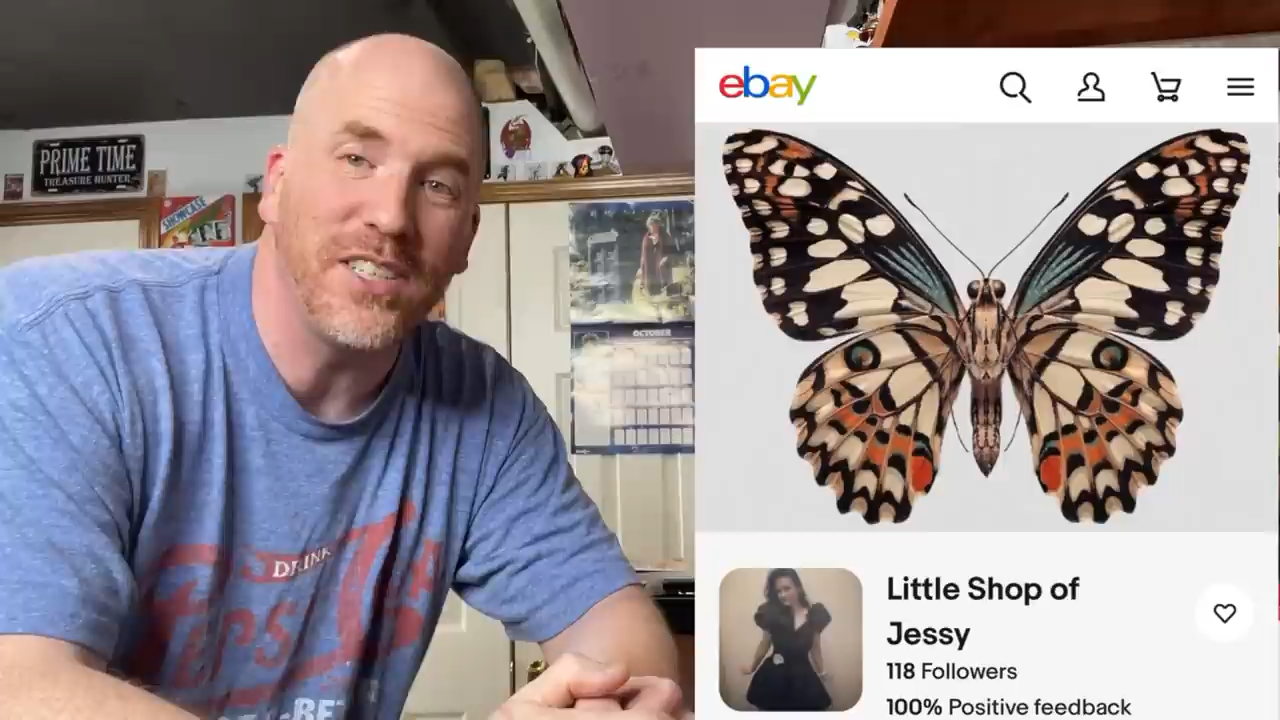 ebay
PRIME TIME
TREASURE HUNTER
SHOWCASE
OCTOBER
DRINK
Little Shop of
Jessy
118 Followers
100% Positive feedback